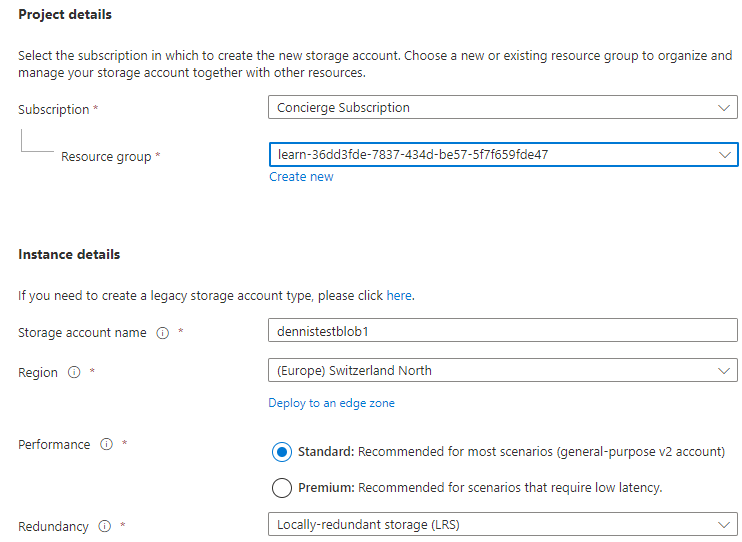 Project details
Select the subscription in which to create the new storage account. Choose a new or existing resource group to organize and
manage your storage account together with other resources.
Subscription *
Concierge Subscription
Resource group *
learn-36dd3fde-7837-434d-be57-5f7f659fde47
Create new
Instance details
If you need to create a legacy storage account type, please click here.
Storage account name *
dennistestblob1
Region *
(Europe) Switzerland North
Deploy to an edge zone
Performance *
Standard: Recommended for most scenarios (general-purpose v2 account)
Premium: Recommended for scenarios that require low latency.
Redundancy *
Locally-redundant storage (LRS)